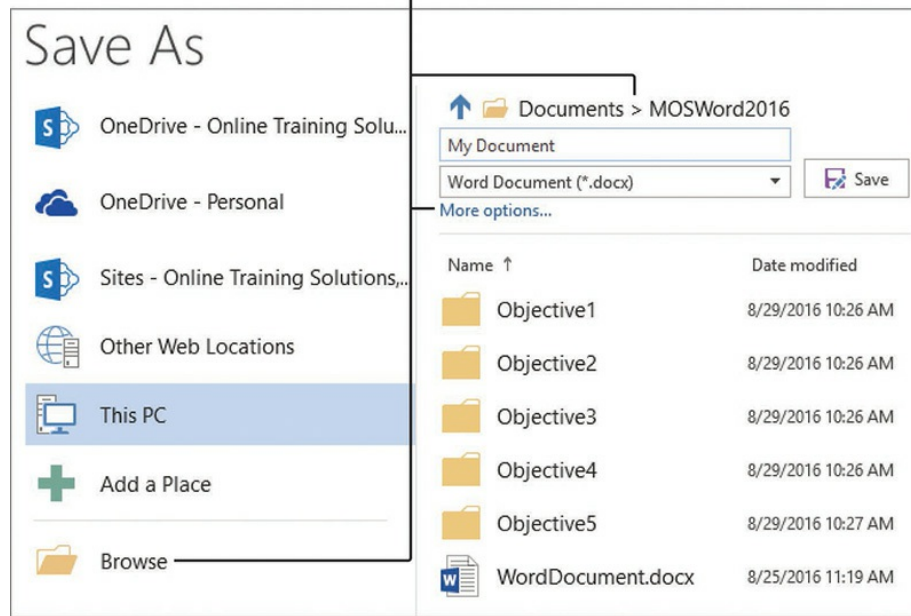 Save As
OneDrive - Online Training Solu...
OneDrive - Personal
Sites - Online Training Solutions,...
Other Web Locations
This PC
Add a Place
Browse
Documents > MOSWord2016
My Document
Word Document (*.docx)
Save
More options...
Name ↑ Date modified
Objective1 8/29/2016 10:26 AM
Objective2 8/29/2016 10:26 AM
Objective3 8/29/2016 10:26 AM
Objective4 8/29/2016 10:26 AM
Objective5 8/29/2016 10:27 AM
WordDocument.docx 8/25/2016 11:19 AM